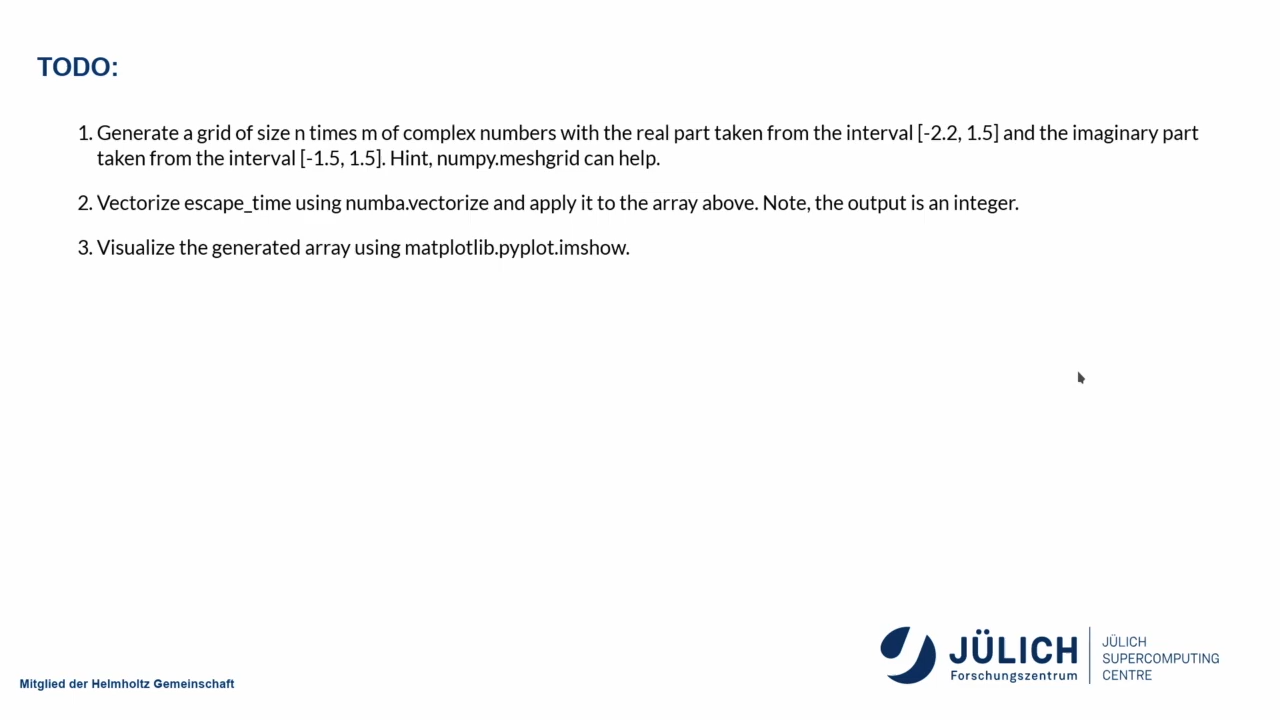 TODO:
1. Generate a grid of size n times m of complex numbers with the real part taken from the interval [-2.2, 1.5] and the imaginary part
taken from the interval [-1.5, 1.5]. Hint, numpy.meshgrid can help.
2. Vectorize escape_time using numba.vectorize and apply it to the array above. Note, the output is an integer.
3. Visualize the generated array using matplotlib.pyplot.imshow.
JÜLICH
Forschungszentrum
JÜLICH
SUPERCOMPUTING
CENTRE
Mitglied der Helmholtz Gemeinschaft